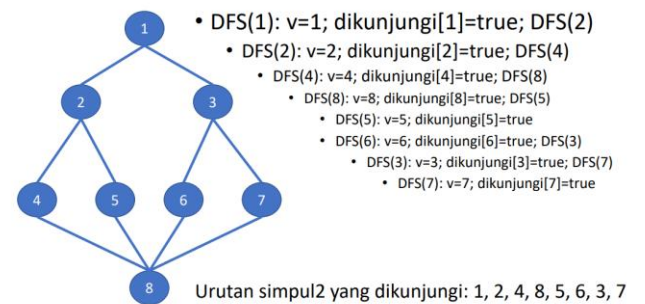 • DFS(1): v=1; dikunjungi[1]=true; DFS(2)
• DFS(2): v=2; dikunjungi[2]=true; DFS(4)
• DFS(4): v=4; dikunjungi[4]=true; DFS(8)
• DFS(8): v=8; dikunjungi[8]=true; DFS(5)
• DFS(5): v=5; dikunjungi[5]=true
• DFS(6): v=6; dikunjungi[6]=true; DFS(3)
• DFS(3): v=3; dikunjungi[3]=true; DFS(7)
• DFS(7): v=7; dikunjungi[7]=true
1
2 3
4 5 6 7
8
Urutan simpul2 yang dikunjungi: 1, 2, 4, 8, 5, 6, 3, 7